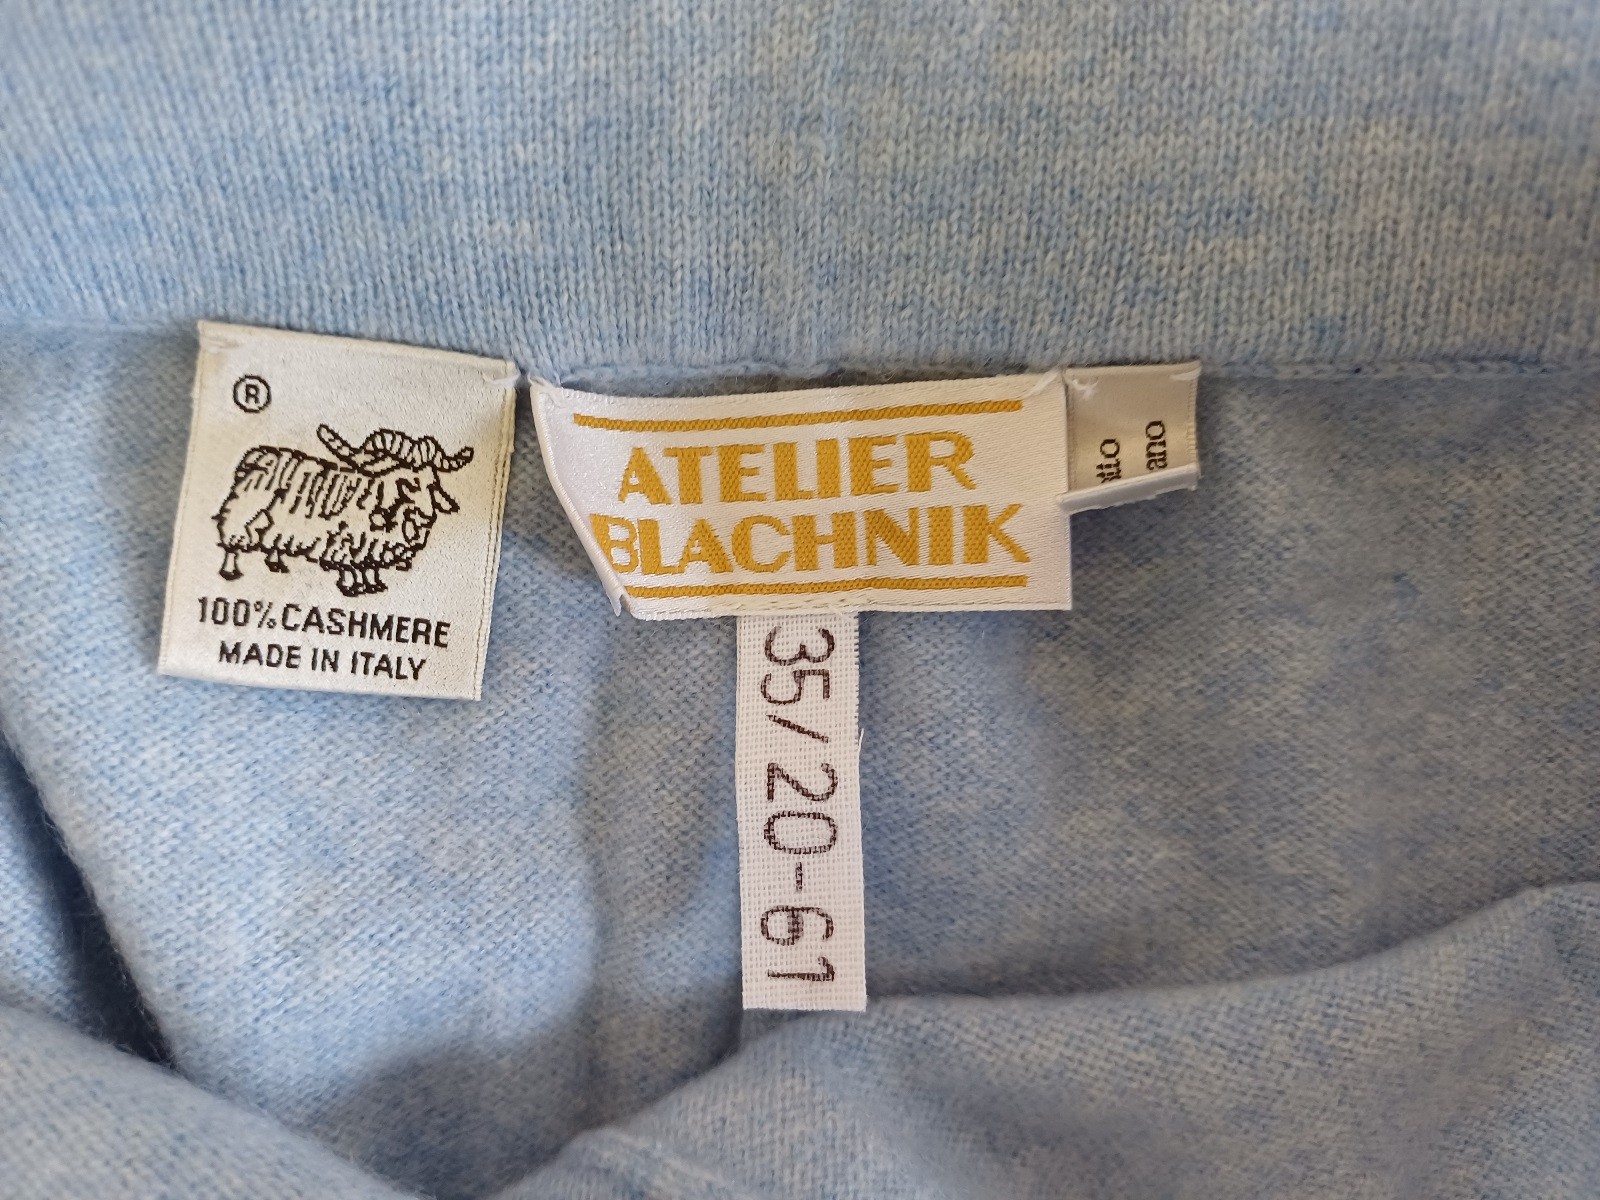 ®
100% CASHMERE
MADE IN ITALY
ATELIER
BLACHNIK
35/20-61